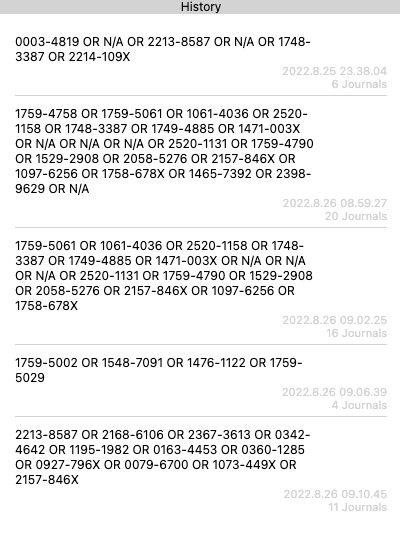 History
0003-4819 OR N/A OR 2213-8587 OR N/A OR 1748-
3387 OR 2214-109X
2022.8.25 23.38.04
6 Journals
1759-4758 OR 1759-5061 OR 1061-4036 OR 2520-
1158 OR 1748-3387 OR 1749-4885 OR 1471-003X
OR N/A OR N/A OR N/A OR 2520-1131 OR 1759-4790
OR 1529-2908 OR 2058-5276 OR 2157-846X OR
1097-6256 OR 1758-678X OR 1465-7392 OR 2398-
9629 OR N/A
2022.8.26 08.59.27
20 Journals
1759-5061 OR 1061-4036 OR 2520-1158 OR 1748-
3387 OR 1749-4885 OR 1471-003X OR N/A OR N/A
OR N/A OR 2520-1131 OR 1759-4790 OR 1529-2908
OR 2058-5276 OR 2157-846X OR 1097-6256 OR
1758-678X
2022.8.26 09.02.25
16 Journals
1759-5002 OR 1548-7091 OR 1476-1122 OR 1759-
5029
2022.8.26 09.06.39
4 Journals
2213-8587 OR 2168-6106 OR 2367-3613 OR 0342-
4642 OR 1195-1982 OR 0163-4453 OR 0360-1285
OR 0927-796X OR 0079-6700 OR 1073-449X OR
2157-846X
2022.8.26 09.10.45
11 Journals